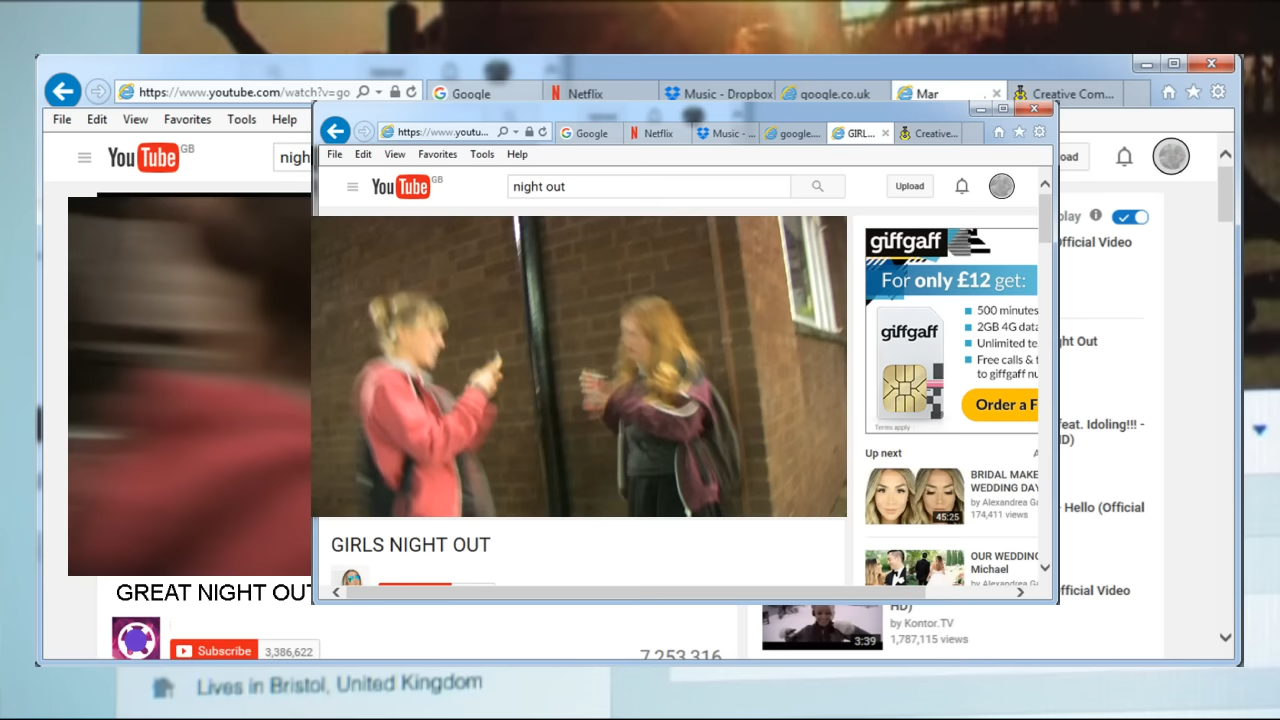 https://www.youtube.com/watch?v=go
Google
Netflix
Music - Dropbox
google.co.uk
Mar
Creative Com...
File Edit View Favorites Tools Help
YouTube GB
nigh
oad
https://www.youtu...
Google
Netflix
Music - ...
google....
GIRL...
Creative...
File Edit View Favorites Tools Help
YouTube GB
night out
Upload
giffgaff
For only £12 get:
500 minutes
2GB 4G data
Unlimited te
Free calls & t
to giffgaff nu
giffgaff
Order a F
Terms apply
Up next
A
BRIDAL MAKE
WEDDING DAY
by Alexandrea Ga
174,411 views
45:25
OUR WEDDING
Michael
by Alexandrea Ga
GIRLS NIGHT OUT
play
fficial Video
ght Out
feat. Idoling!!! -
D)
- Hello (Official
fficial Video
HD)
by Kontor.TV
1,787,115 views
3:39
GREAT NIGHT OUT
Subscribe
3,386,622
7,253,316
Lives in Bristol, United Kingdom